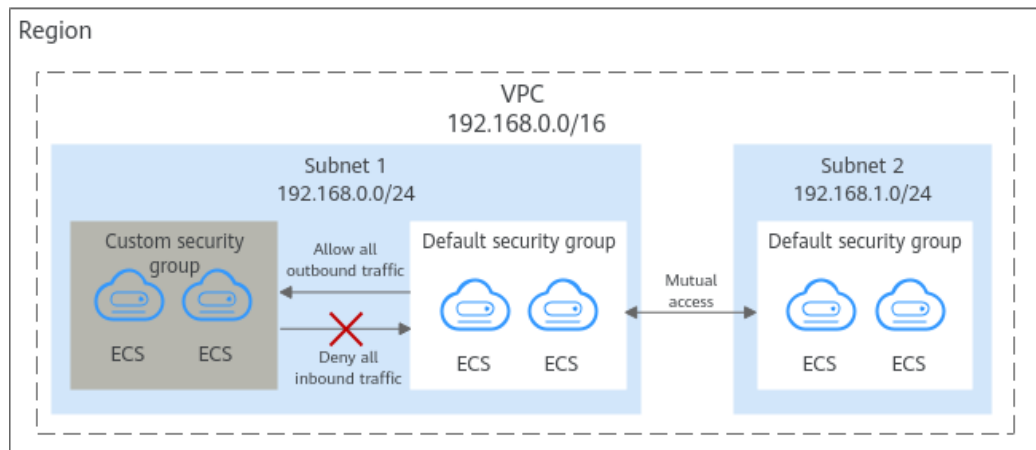 Region
VPC
192.168.0.0/16
Subnet 1
192.168.0.0/24
Custom security
group
ECS
ECS
Allow all
outbound traffic
Deny all
inbound traffic
Default security group
ECS
ECS
Mutual
access
Subnet 2
192.168.1.0/24
Default security group
ECS
ECS